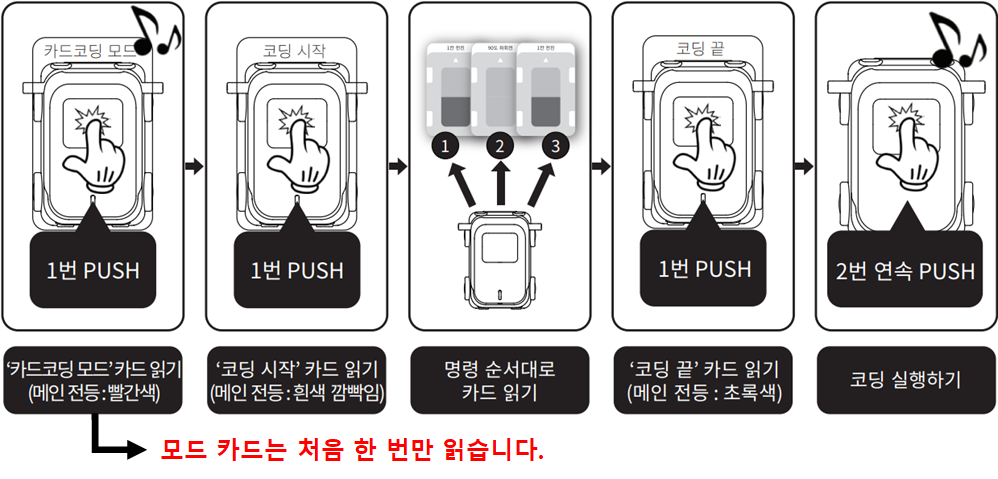 카드코딩 모드
1번 PUSH
‘카드코딩 모드’ 카드 읽기
(메인 전등 : 빨간색)
코딩 시작
1번 PUSH
‘코딩 시작’ 카드 읽기
(메인 전등 : 흰색 깜빡임)
1칸 전진
1칸 전진
1
2
3
명령 순서대로
카드 읽기
코딩 끝
1번 PUSH
‘코딩 끝’ 카드 읽기
(메인 전등 : 초록색)
2번 연속 PUSH
코딩 실행하기
모드 카드는 처음 한 번만 읽습니다.